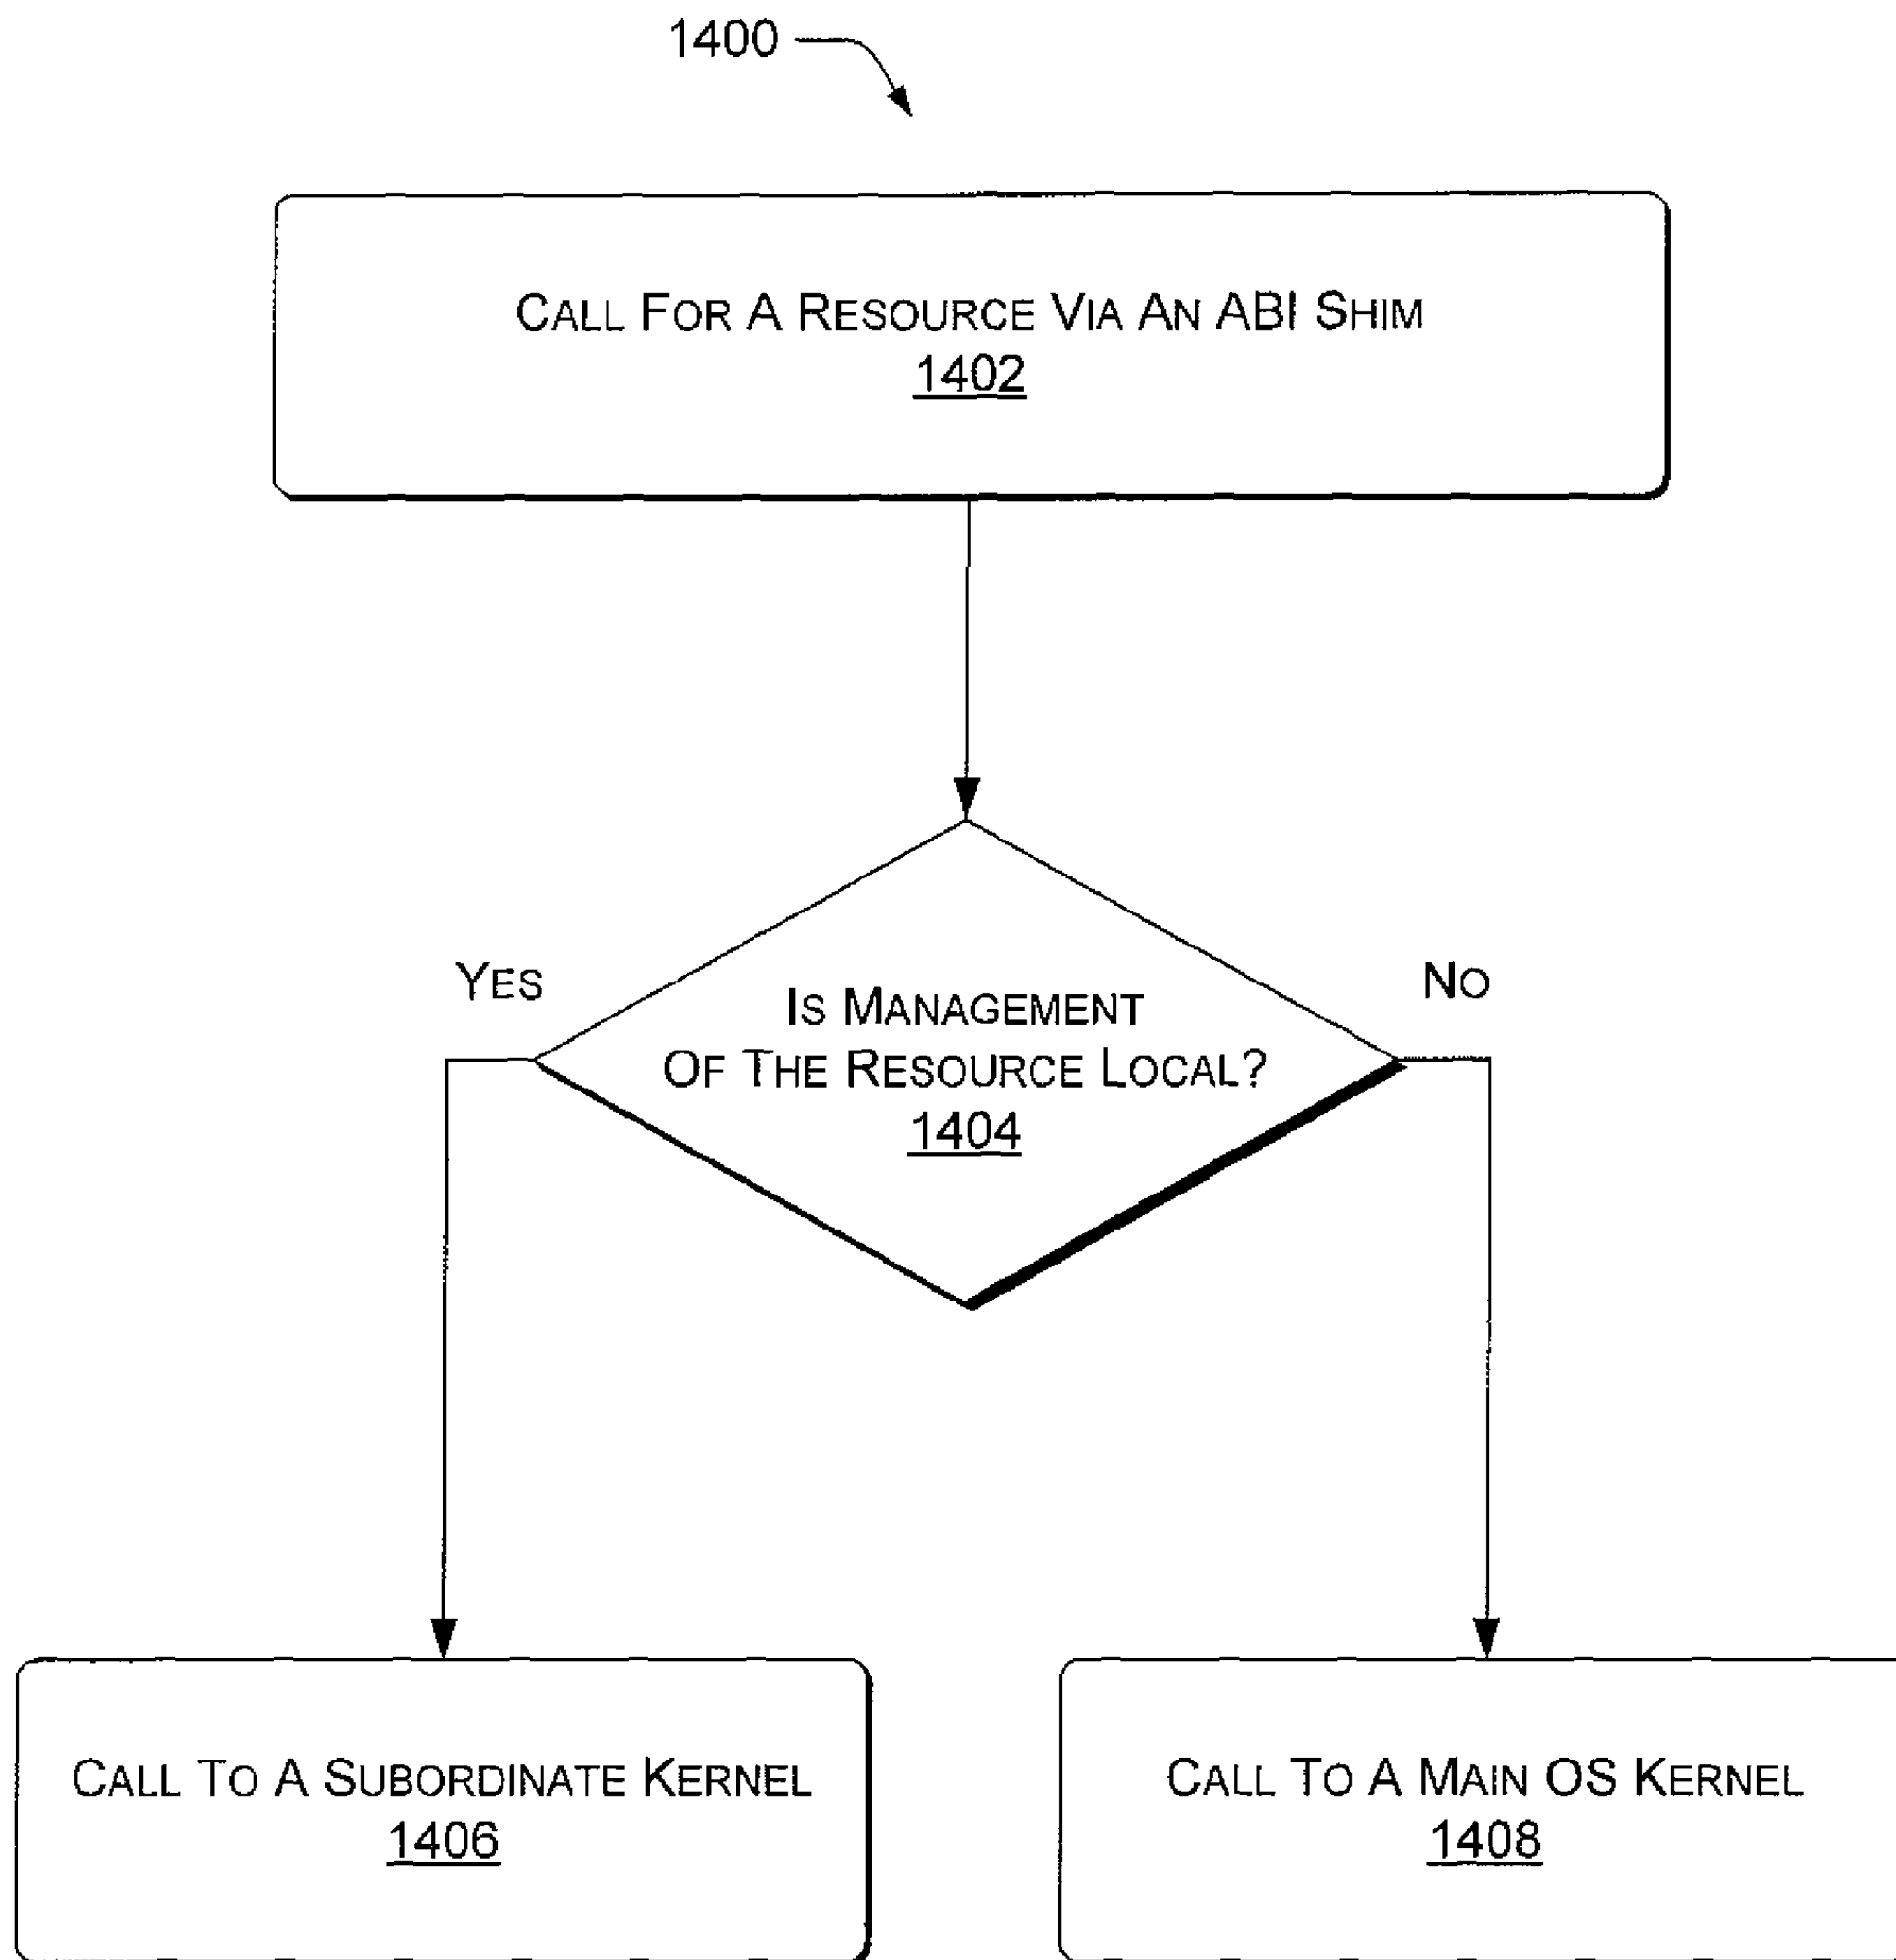 1400
CALL FOR A RESOURCE VIA AN ABI SHIM
1402
YES
NO
IS MANAGEMENT
OF THE RESOURCE LOCAL?
1404
CALL TO A SUBORDINATE KERNEL
1406
CALL TO A MAIN OS KERNEL
1408